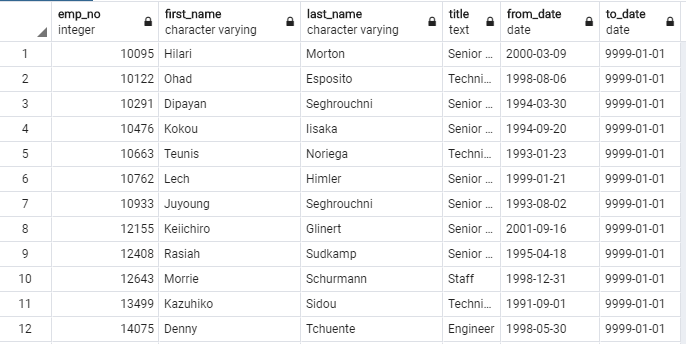 emp_no first_name last_name title from_date to_date
integer character varying character varying text date date
1 10095 Hilari Morton Senior ... 2000-03-09 9999-01-01
2 10122 Ohad Esposito Techni... 1998-08-06 9999-01-01
3 10291 Dipayan Seghrouchni Senior ... 1994-03-30 9999-01-01
4 10476 Kokou Iisaka Senior ... 1994-09-20 9999-01-01
5 10663 Teunis Noriega Techni... 1993-01-23 9999-01-01
6 10762 Lech Himler Senior ... 1999-01-21 9999-01-01
7 10933 Juyoung Seghrouchni Senior ... 1993-08-02 9999-01-01
8 12155 Keiichiro Glinert Senior ... 2001-09-16 9999-01-01
9 12408 Rasiah Sudkamp Senior ... 1995-04-18 9999-01-01
10 12643 Morrie Schurmann Staff 1998-12-31 9999-01-01
11 13499 Kazuhiko Sidou Techni... 1991-09-01 9999-01-01
12 14075 Denny Tchuente Engineer 1998-05-30 9999-01-01